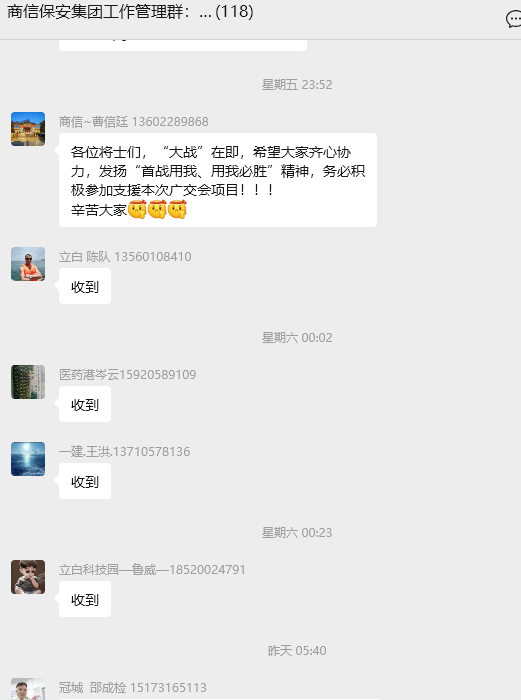 商信保安集团工作管理群：... (118)
星期五 23:52
商信~曹信廷 13602289868
各位将士们，“大战”在即，希望大家齐心协
力，发扬“首战用我、用我必胜”精神，务必积
极参加支援本次广交会项目！！！
辛苦大家
立白 陈队 13560108410
收到
星期六 00:02
医药港岑云15920589109
收到
一建.王洪.13710578136
收到
星期六 00:23
立白科技园—鲁威—18520024791
收到
昨天 05:40
冠城 邵成检 15173165113